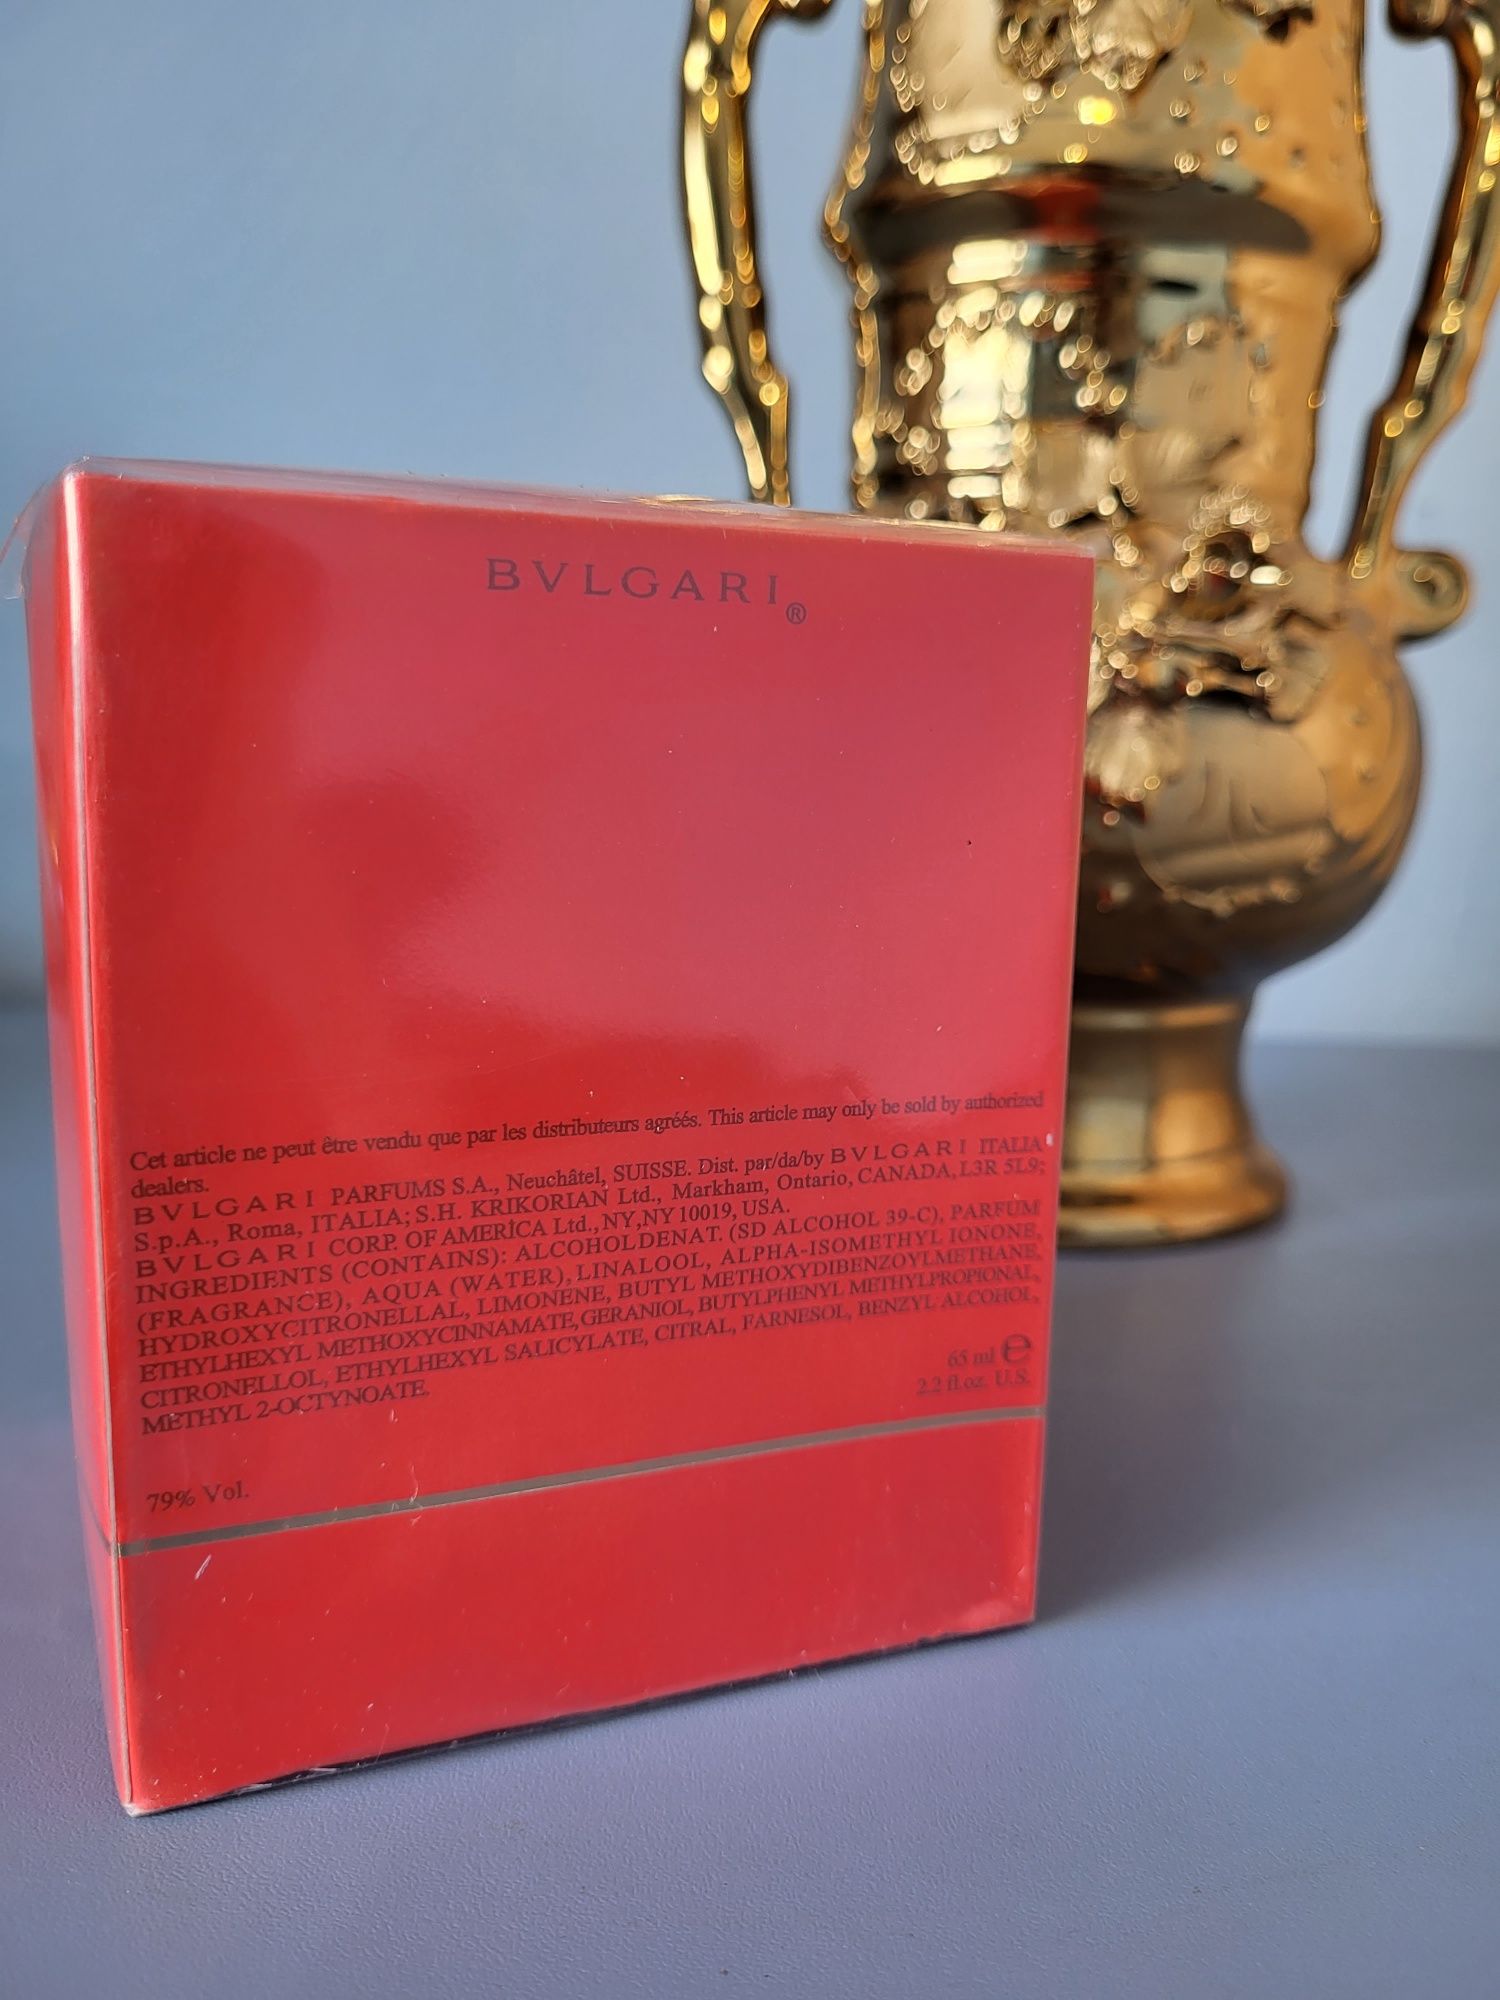 BVLGARI®
Cet article ne peut être vendu que par les distributeurs agréés. This article may only be sold by authorized
dealers.
BVLGARI PARFUMS S.A., Neuchâtel, SUISSE. Dist. par/da/by BVLGARI ITALIA
S.p.A., Roma, ITALIA; S.H. KRIKORIAN Ltd., Markham, Ontario, CANADA, L3R 5L9;
BVLGARI CORP. OF AMERICA Ltd., NY, NY 10019, USA.
INGREDIENTS (CONTAINS): ALCOHOL DENAT. (SD ALCOHOL 39-C), PARFUM
(FRAGRANCE), AQUA (WATER), LINALOOL, ALPHA-ISOMETHYL IONONE,
HYDROXYCITRONELLAL, LIMONENE, BUTYL METHOXYDIBENZOYLMETHANE,
ETHYLHEXYL METHOXYCINNAMATE, GERANIOL, BUTYLPHENYL METHYLPROPIONAL,
CITRONELLOL, ETHYLHEXYL SALICYLATE, CITRAL, FARNESOL, BENZYL ALCOHOL,
METHYL 2-OCTYNOATE.
65 ml ℮
2.2 fl.oz. U.S.
79% Vol.